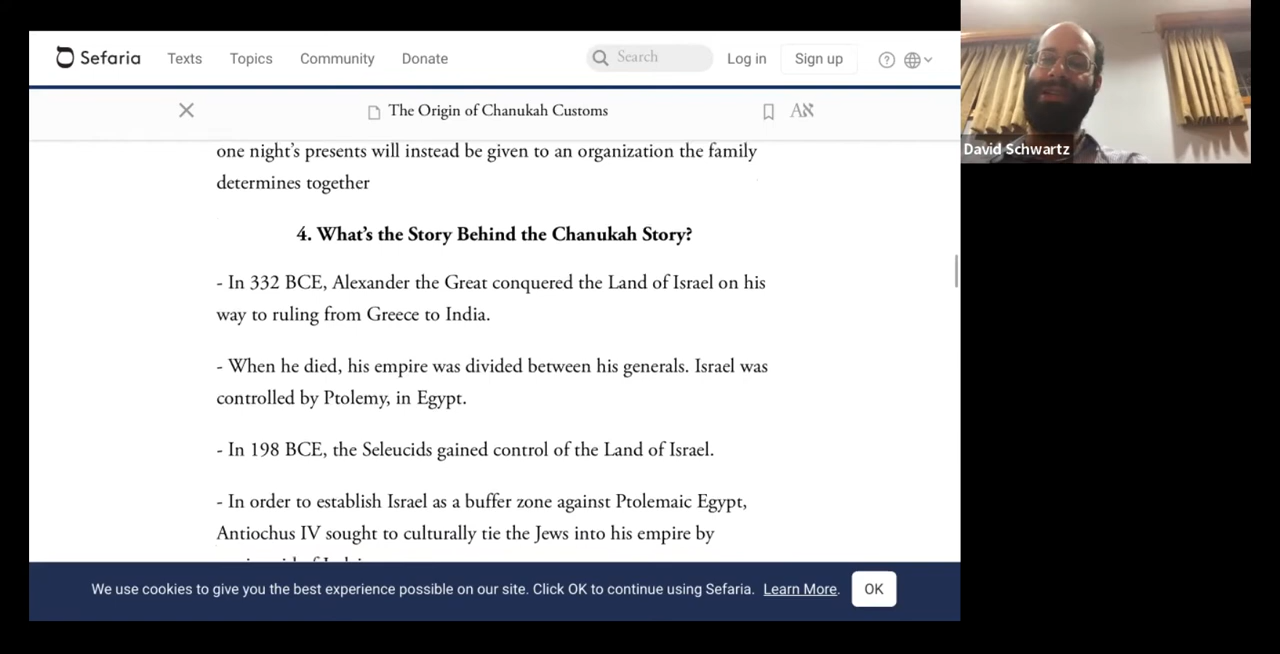 Sefaria Texts Topics Community Donate Search Log in Sign up
The Origin of Chanukah Customs Aא
David Schwartz
one night's presents will instead be given to an organization the family
determines together
4. What's the Story Behind the Chanukah Story?
- In 332 BCE, Alexander the Great conquered the Land of Israel on his
way to ruling from Greece to India.
- When he died, his empire was divided between his generals. Israel was
controlled by Ptolemy, in Egypt.
- In 198 BCE, the Seleucids gained control of the Land of Israel.
- In order to establish Israel as a buffer zone against Ptolemaic Egypt,
Antiochus IV sought to culturally tie the Jews into his empire by
We use cookies to give you the best experience possible on our site. Click OK to continue using Sefaria. Learn More. OK